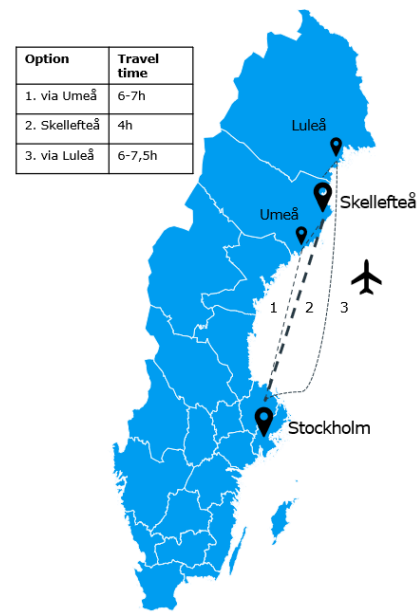 Option Travel time
1. via Umeå 6-7h
2. Skellefteå 4h
3. via Luleå 6-7,5h
Luleå
Skellefteå
Umeå
1 2 3
Stockholm